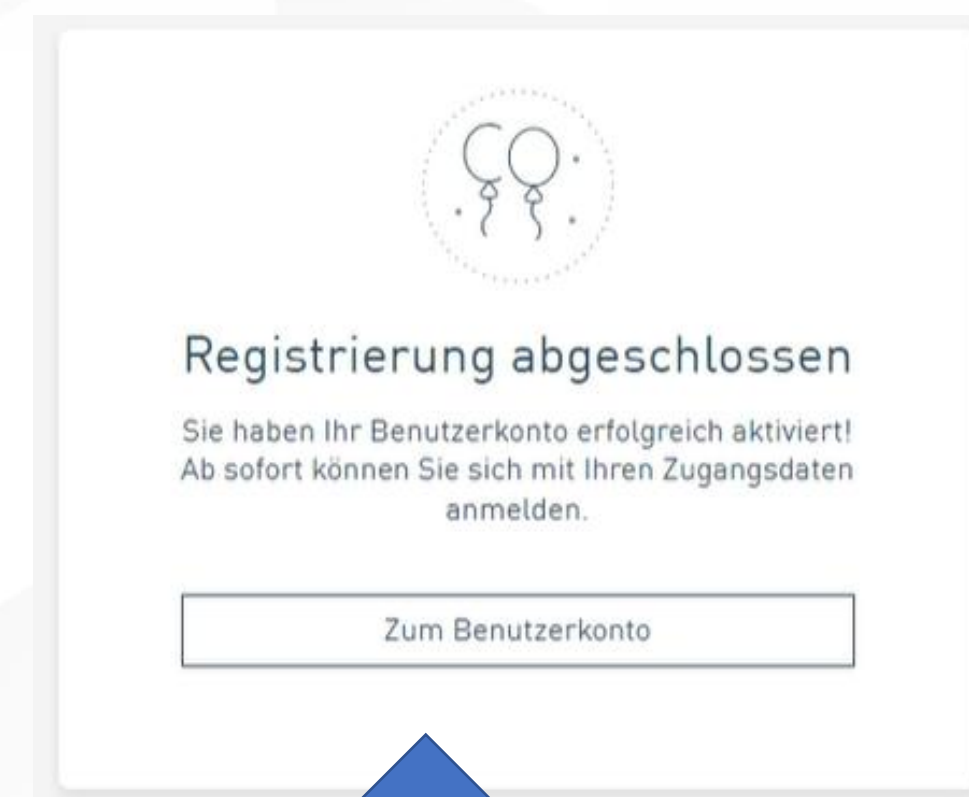 Registrierung abgeschlossen
Sie haben Ihr Benutzerkonto erfolgreich aktiviert!
Ab sofort können Sie sich mit Ihren Zugangsdaten
anmelden.
Zum Benutzerkonto